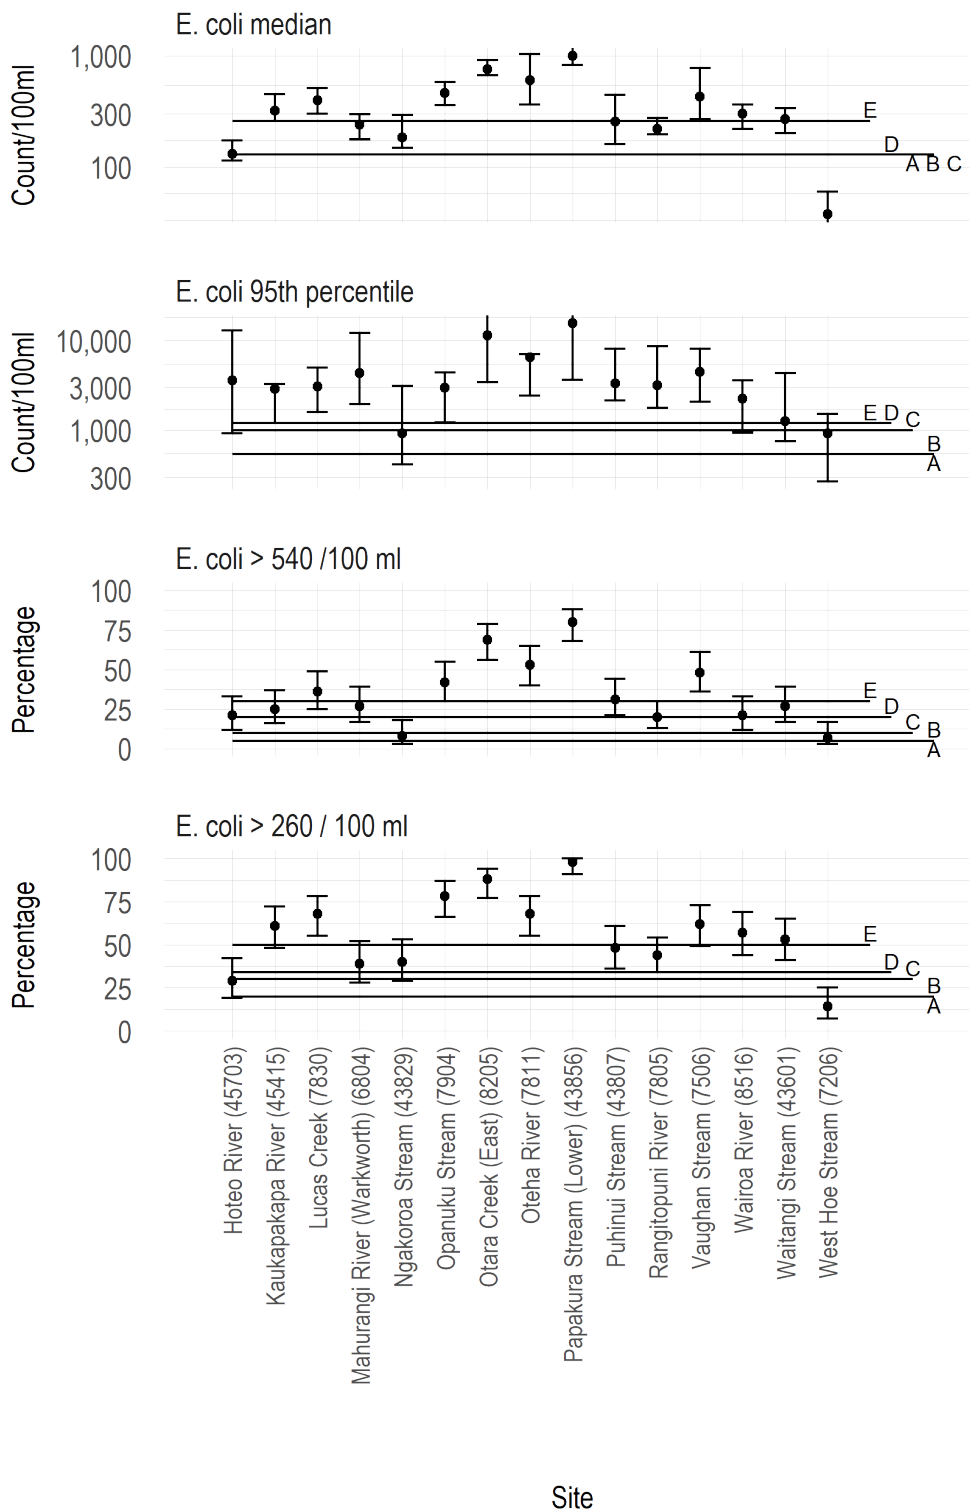 E. coli median
Count/100ml
1,000
300
100
E
D
A B C
E. coli 95th percentile
Count/100ml
10,000
3,000
1,000
300
E D C
B
A
E. coli > 540 /100 ml
Percentage
100
75
50
25
0
E
D
C B
A
E. coli > 260 / 100 ml
Percentage
100
75
50
25
0
E
D C
B
A
Hoteo River (45703)
Kaukapakapa River (45415)
Lucas Creek (7830)
Mahurangi River (Warkworth) (6804)
Ngakoroa Stream (43829)
Opanuku Stream (7904)
Otara Creek (East) (8205)
Oteha River (7811)
Papakura Stream (Lower) (43856)
Puhinui Stream (43807)
Rangitopuni River (7805)
Vaughan Stream (7506)
Wairoa River (8516)
Waitangi Stream (43601)
West Hoe Stream (7206)
Site